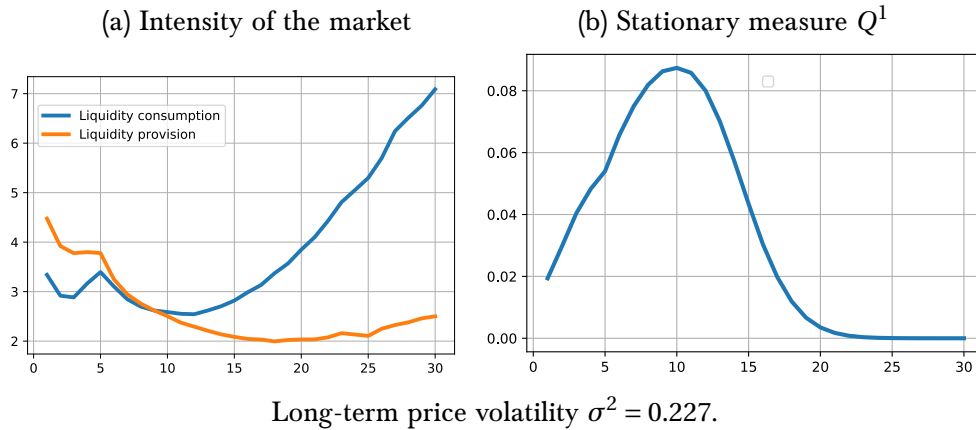 (a) Intensity of the market
7
6
5
4
3
2
0 5 10 15 20 25 30
Liquidity consumption
Liquidity provision
(b) Stationary measure Q¹
0.08
0.06
0.04
0.02
0.00
0 5 10 15 20 25 30
Long-term price volatility σ² = 0.227.